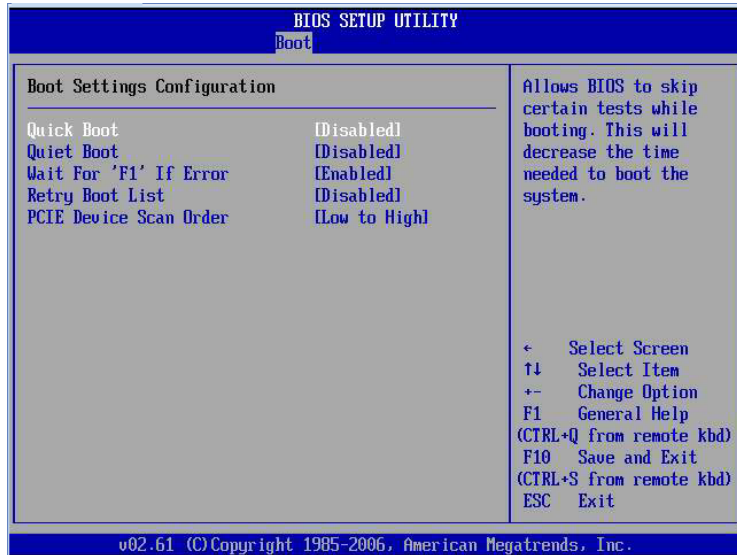 BIOS SETUP UTILITY
Boot
Boot Settings Configuration
Quick Boot [Disabled]
Quiet Boot [Disabled]
Wait For 'F1' If Error [Enabled]
Retry Boot List [Disabled]
PCIE Device Scan Order [Low to High]
Allows BIOS to skip
certain tests while
booting. This will
decrease the time
needed to boot the
system.
← Select Screen
↑↓ Select Item
+- Change Option
F1 General Help
(CTRL+Q from remote kbd)
F10 Save and Exit
(CTRL+S from remote kbd)
ESC Exit
v02.61 (C)Copyright 1985-2006, American Megatrends, Inc.